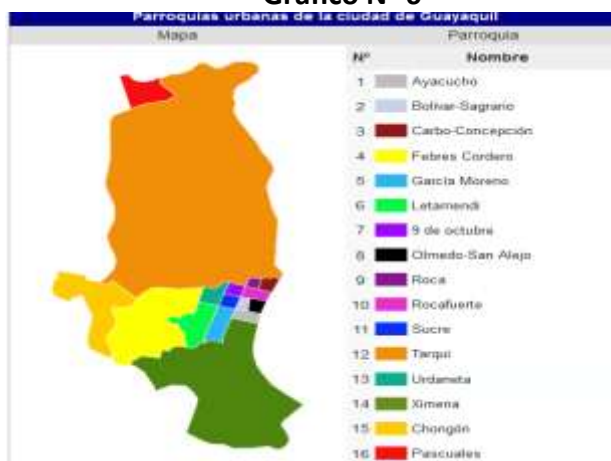 Gráfico N° 6
Parroquias urbanas de la ciudad de Guayaquil
Mapa Parroquia
Nº Nombre
1 Ayacucho
2 Bolívar-Sagrario
3 Carbo-Concepción
4 Febres Cordero
5 García Moreno
6 Letamendi
7 9 de octubre
8 Olmedo-San Alejo
9 Roca
10 Rocafuerte
11 Sucre
12 Tarqui
13 Urdaneta
14 Ximena
15 Chongón
16 Pascuales